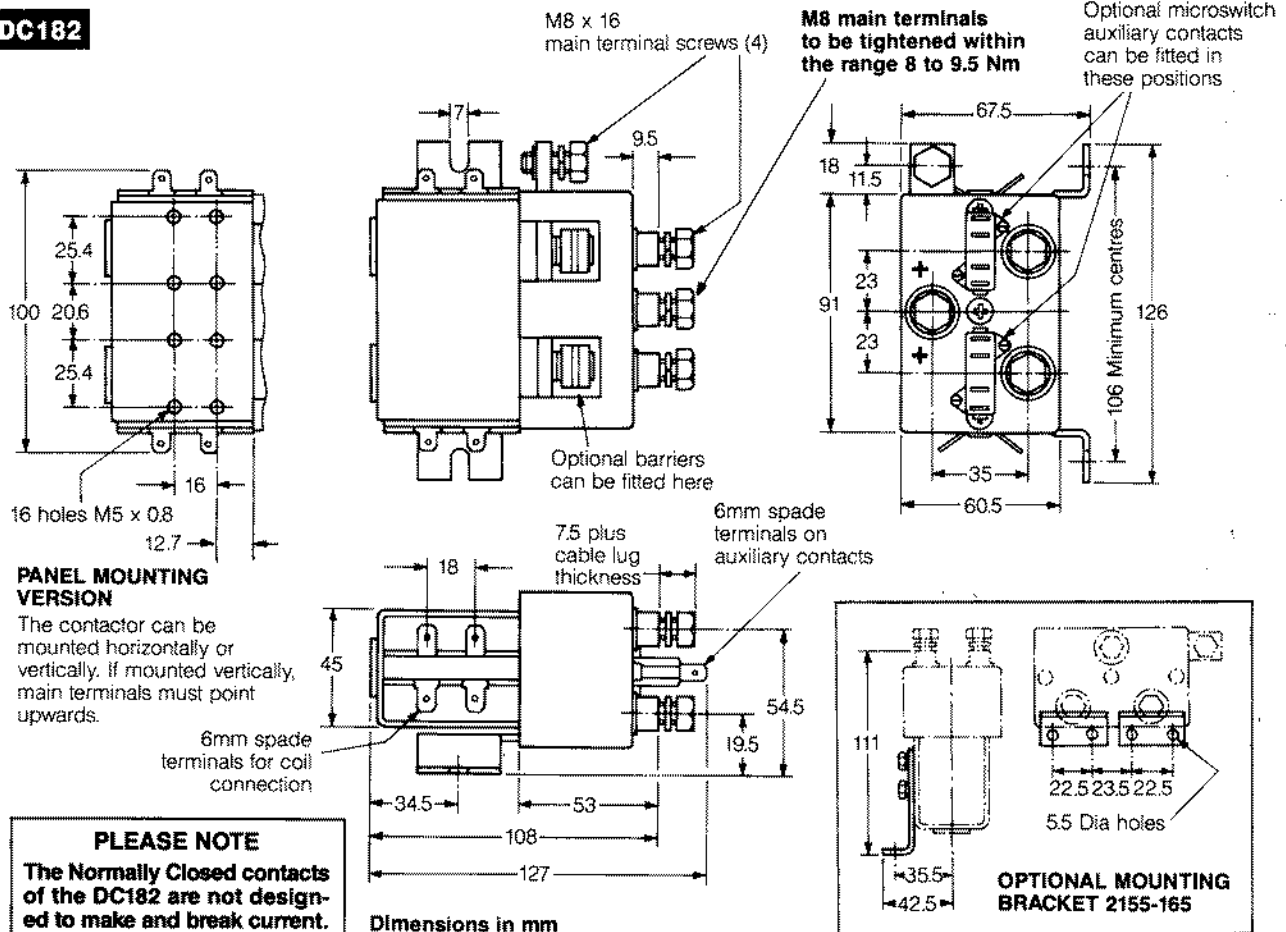 DC182
M8 x 16
main terminal screws (4)
M8 main terminals
to be tightened within
the range 8 to 9.5 Nm
Optional microswitch
auxiliary contacts
can be fitted in
these positions
7
9.5
67.5
18
11.5
100
25.4
20.6
25.4
16
12.7
16 holes M5 x 0.8
91
23
23
+
+
106 Minimum centres
126
35
60.5
Optional barriers
can be fitted here
PANEL MOUNTING
VERSION
The contactor can be
mounted horizontally or
vertically. If mounted vertically,
main terminals must point
upwards.
18
7.5 plus
cable lug
thickness
6mm spade
terminals on
auxiliary contacts
45
54.5
19.5
6mm spade
terminals for coil
connection
34.5
53
108
127
111
22.5 23.5 22.5
5.5 Dia holes
35.5
42.5
OPTIONAL MOUNTING
BRACKET 2155-165
PLEASE NOTE
The Normally Closed contacts
of the DC182 are not design-
ed to make and break current.
Dimensions in mm